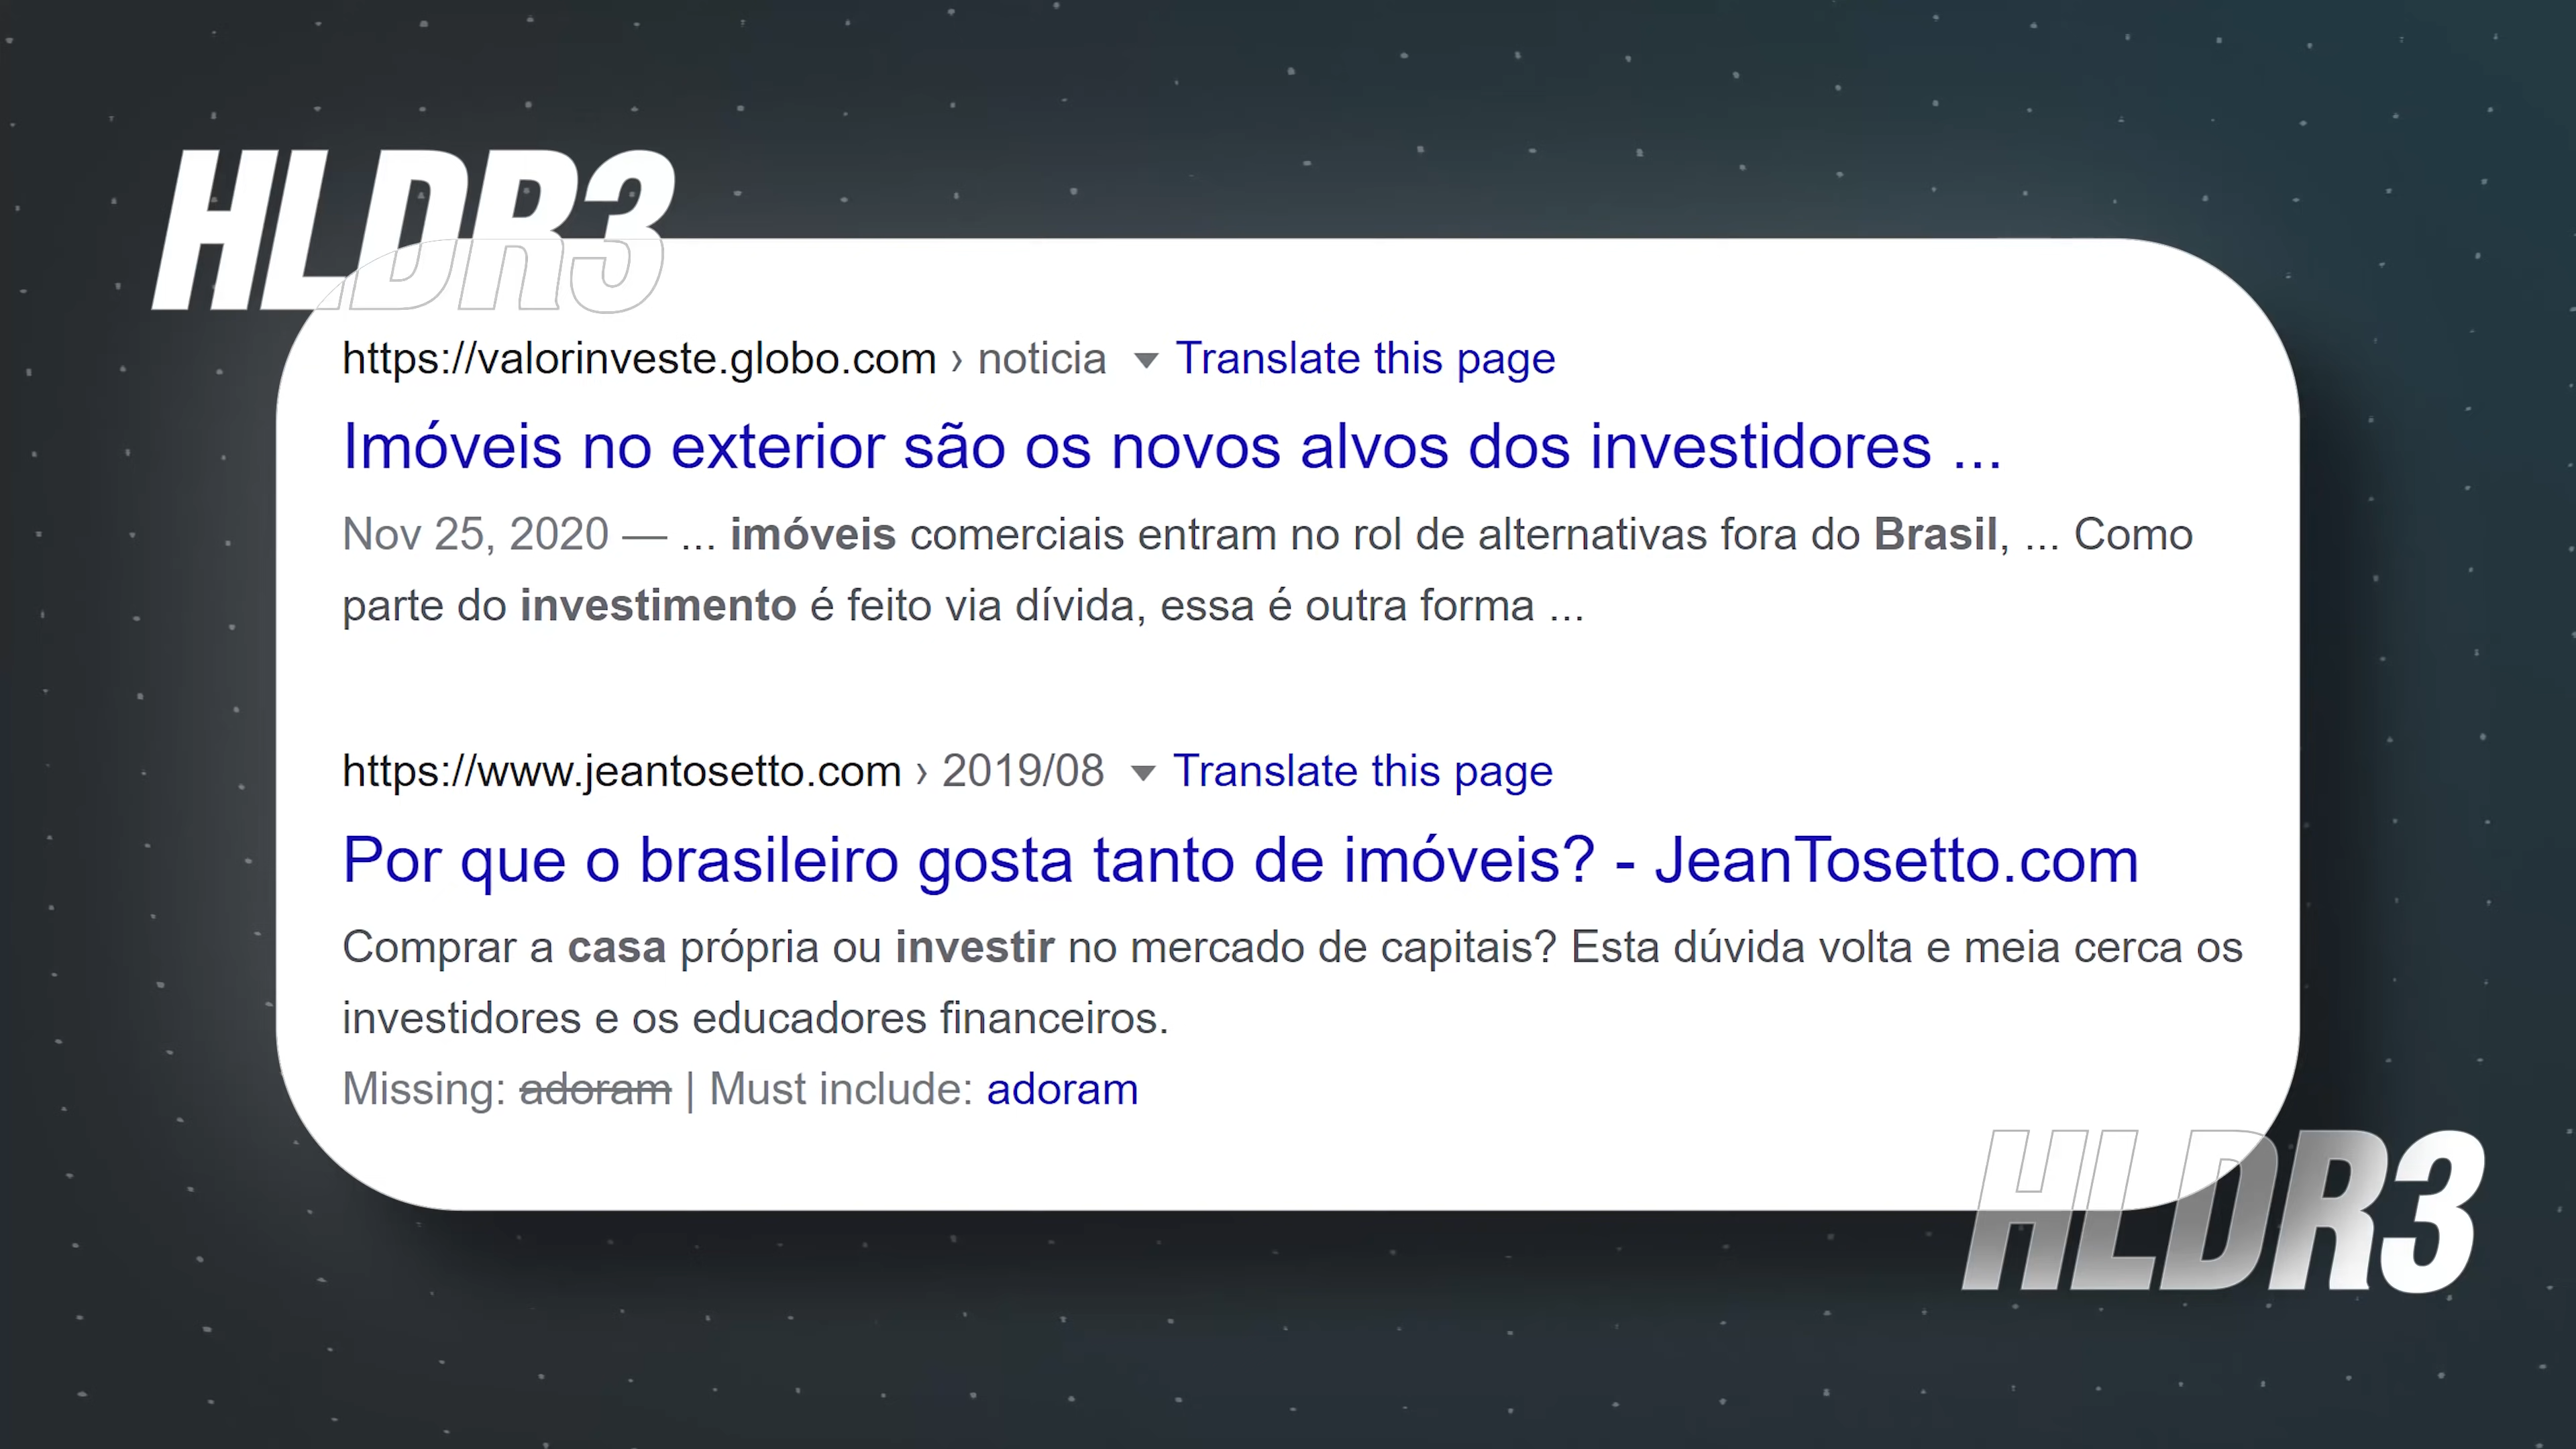 HLDR3
https://valorinveste.globo.com › noticia ▾ Translate this page
Imóveis no exterior são os novos alvos dos investidores ...
Nov 25, 2020 — ... imóveis comerciais entram no rol de alternativas fora do Brasil, ... Como
parte do investimento é feito via dívida, essa é outra forma ...
https://www.jeantosetto.com › 2019/08 ▾ Translate this page
Por que o brasileiro gosta tanto de imóveis? - JeanTosetto.com
Comprar a casa própria ou investir no mercado de capitais? Esta dúvida volta e meia cerca os
investidores e os educadores financeiros.
Missing: adoram | Must include: adoram
HLDR3